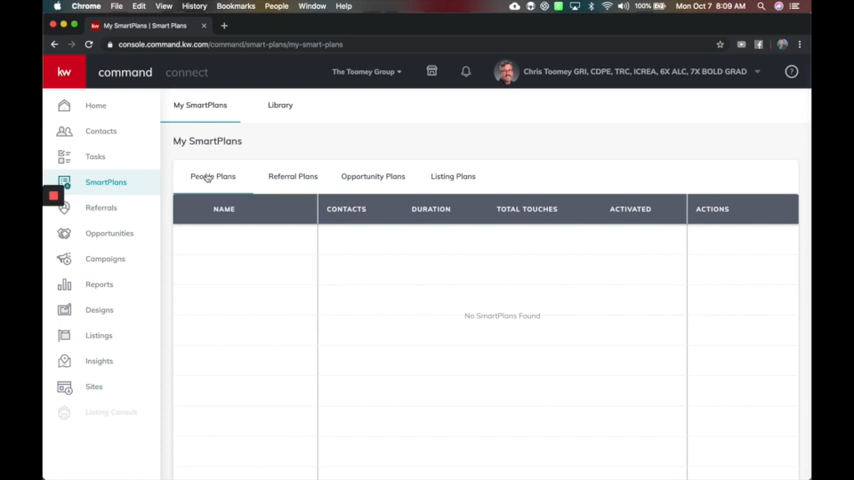 Chrome File Edit View History Bookmarks People Window Help 100% Mon Oct 7 8:09 AM
My SmartPlans | Smart Plans
console.command.kw.com/command/smart-plans/my-smart-plans
kw command connect The Toomey Group Chris Toomey GRI, CDPE, TRC, ICREA, 6X ALC, 7X BOLD GRAD ?
Home
Contacts
Tasks
SmartPlans
Referrals
Opportunities
Campaigns
Reports
Designs
Listings
Insights
Sites
Listing Consult
My SmartPlans Library
My SmartPlans
People Plans Referral Plans Opportunity Plans Listing Plans
NAME CONTACTS DURATION TOTAL TOUCHES ACTIVATED ACTIONS
No SmartPlans Found